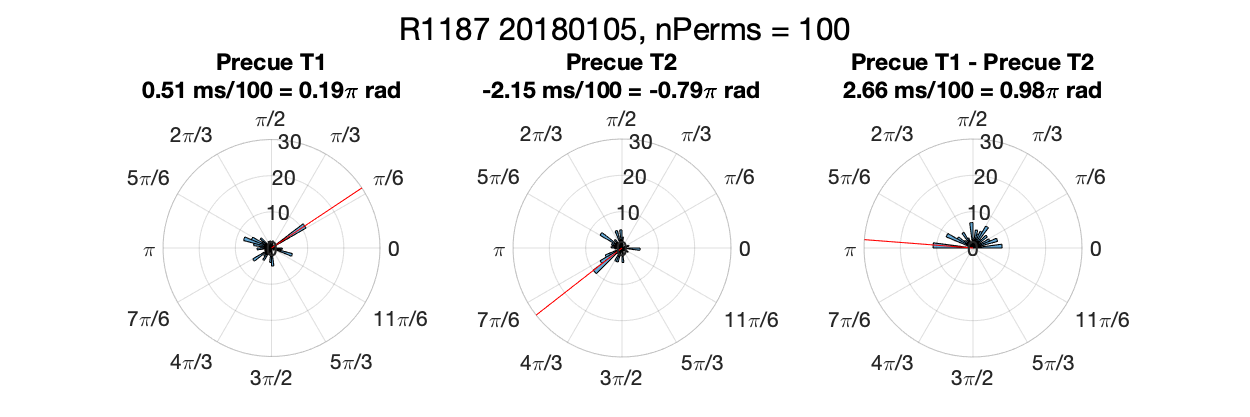 R1187 20180105, nPerms = 100
Precue T1
0.51 ms/100 = 0.19π rad
π/2
2π/3
π/3
5π/6
π/6
π
0
7π/6
11π/6
4π/3
5π/3
3π/2
30
20
10
0
Precue T2
-2.15 ms/100 = -0.79π rad
π/2
2π/3
π/3
5π/6
π/6
π
0
7π/6
11π/6
4π/3
5π/3
3π/2
30
20
10
0
Precue T1 - Precue T2
2.66 ms/100 = 0.98π rad
π/2
2π/3
π/3
5π/6
π/6
π
0
7π/6
11π/6
4π/3
5π/3
3π/2
30
20
10
0